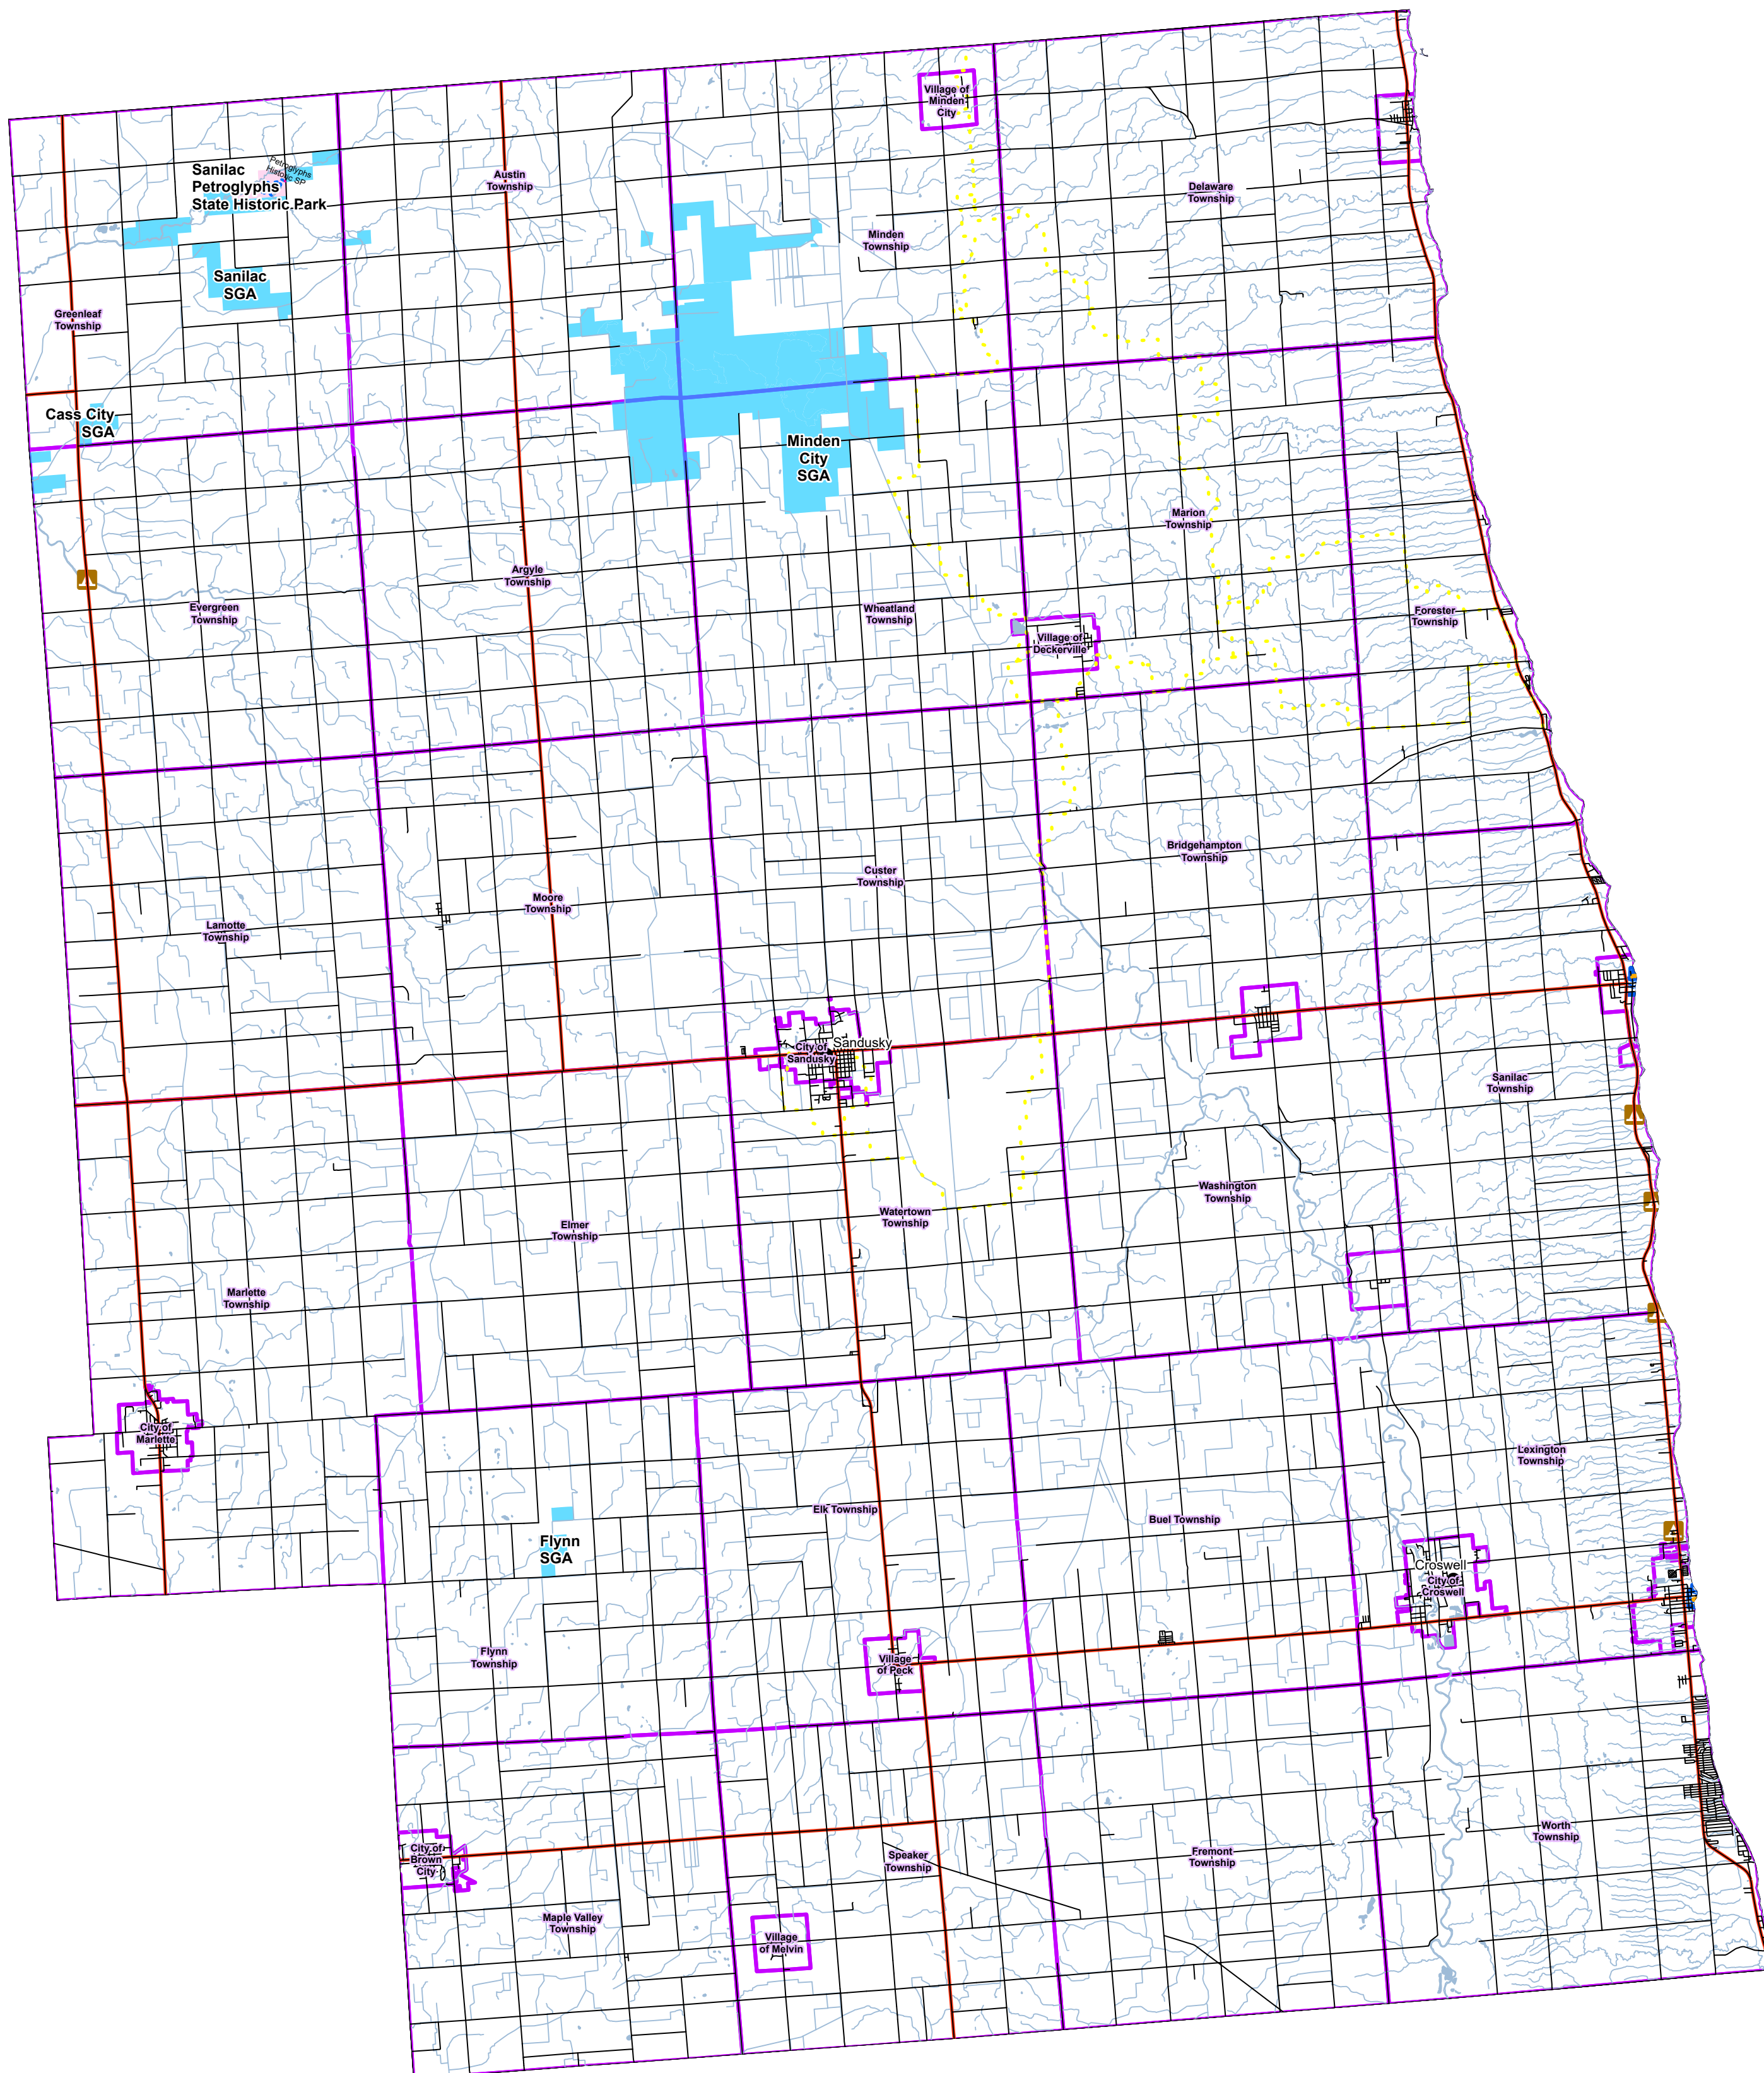 Village of
Minden
City
Petroglyphs
Historic SP
Sanilac
Petroglyphs
State Historic Park
Austin
Township
Delaware
Township
Minden
Township
Sanilac
SGA
Greenleaf
Township
Cass City
SGA
Minden
City
SGA
Marion
Township
Argyle
Township
Evergreen
Township
Wheatland
Township
Forester
Township
Village of
Deckerville
Bridgehampton
Township
Custer
Township
Moore
Township
Lamotte
Township
City of
Sandusky
Sandusky
Sanilac
Township
Washington
Township
Watertown
Township
Elmer
Township
Marlette
Township
City of
Marlette
Lexington
Township
Elk Township
Buel Township
Flynn
SGA
Croswell
City of
Croswell
Flynn
Township
Village
of Peck
Worth
Township
City of
Brown
City
Speaker
Township
Fremont
Township
Maple Valley
Township
Village
of Melvin